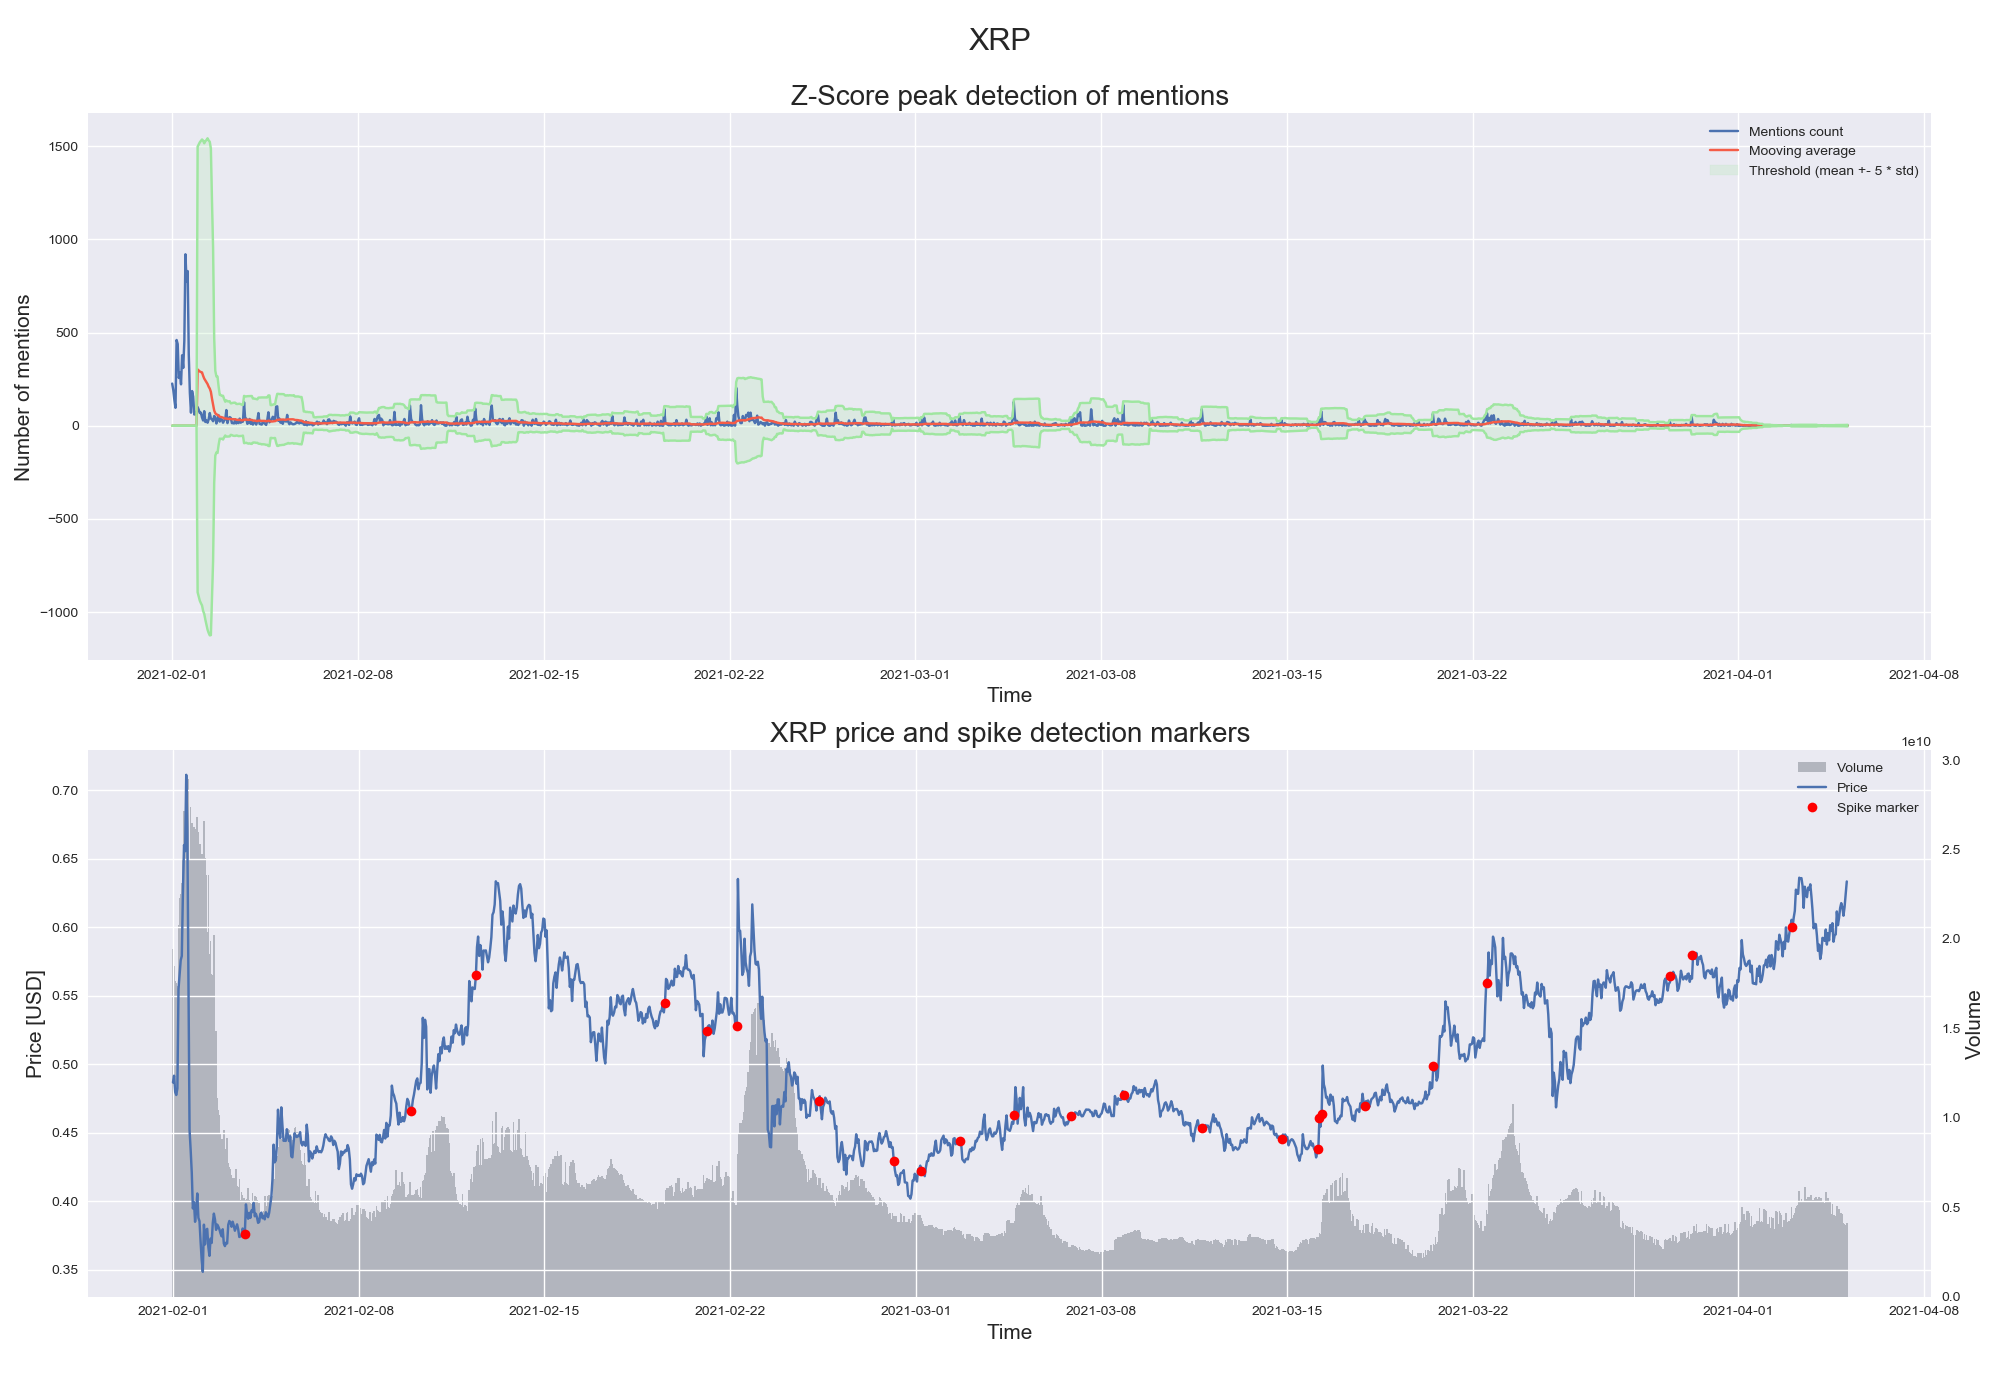 XRP
Z-Score peak detection of mentions
Mentions count
Mooving average
Threshold (mean +- 5 * std)
Number of mentions
1500
1000
500
0
−500
−1000
2021-02-01 2021-02-08 2021-02-15 2021-02-22 2021-03-01 2021-03-08 2021-03-15 2021-03-22 2021-04-01 2021-04-08
Time
XRP price and spike detection markers
1e10
Volume
Price
Spike marker
Price [USD]
0.70
0.65
0.60
0.55
0.50
0.45
0.40
0.35
3.0
2.5
2.0
1.5
1.0
0.5
0.0
Volume
2021-02-01 2021-02-08 2021-02-15 2021-02-22 2021-03-01 2021-03-08 2021-03-15 2021-03-22 2021-04-01 2021-04-08
Time